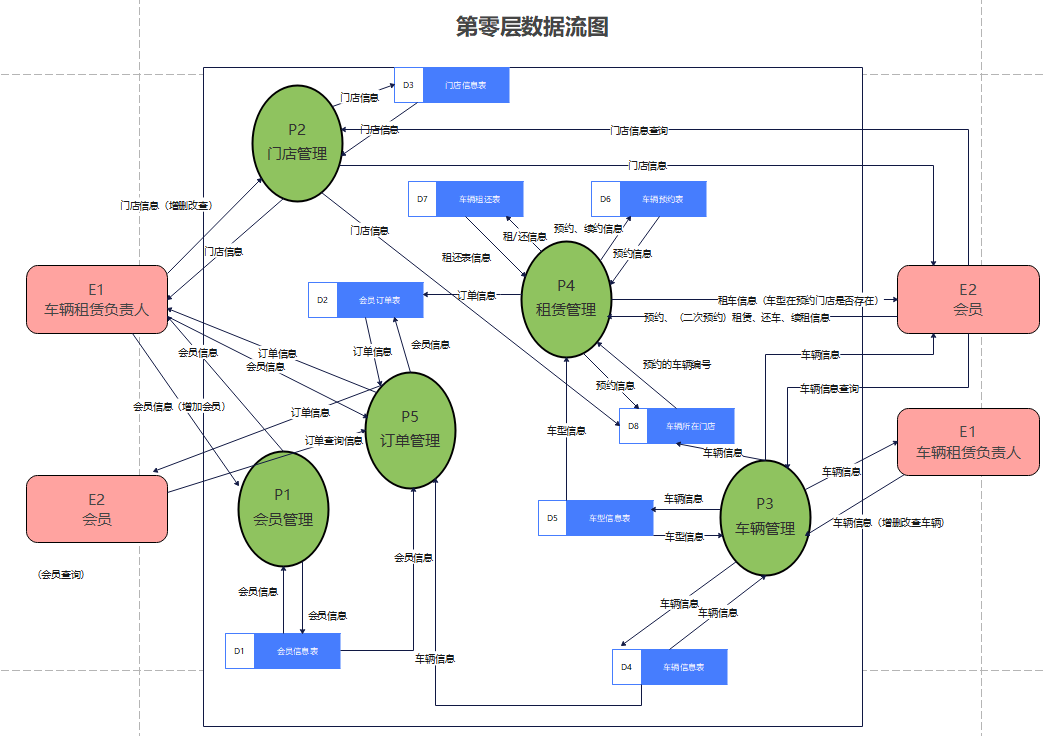 第零层数据流图
D3
门店信息表
门店信息
门店信息
门店信息查询
P2
门店管理
门店信息
D7
车辆租还表
D6
车辆预约表
门店信息（增删改查）
门店信息
预约、续约信息
租/还信息
门店信息
租还表信息
预约信息
E1
车辆租赁负责人
D2
会员订单表
订单信息
P4
租赁管理
租车信息（车型在预约门店是否存在）
预约、（二次预约）租赁、还车、续租信息
E2
会员
会员信息
订单信息
会员信息
订单信息
会员信息
预约的车辆编号
车辆信息
预约信息
车辆信息查询
会员信息（增加会员）
订单信息
P5
订单管理
订单查询信息
车型信息
D8
车辆所在门店
E1
车辆租赁负责人
车辆信息
车辆信息
E2
会员
P1
会员管理
车辆信息
D5
车型信息表
车型信息
P3
车辆管理
车辆信息（增删改查车辆）
（会员查询）
会员信息
会员信息
会员信息
车辆信息
车辆信息
D1
会员信息表
车辆信息
D4
车辆信息表